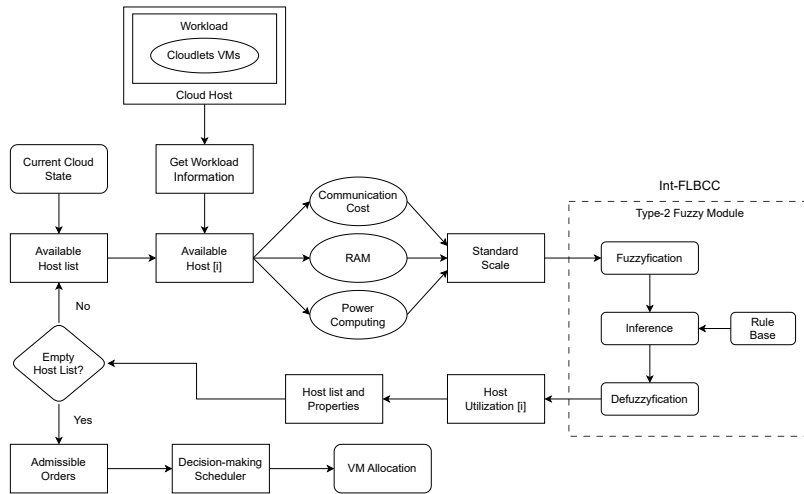 Workload
Cloudlets VMs
Cloud Host
Current Cloud
State
Get Workload
Information
Communication
Cost
Int-FLBCC
Type-2 Fuzzy Module
Available
Host list
Available
Host [i]
RAM
Standard
Scale
Fuzzyfication
Power
Computing
No
Inference
Rule
Base
Empty
Host List?
Host list and
Properties
Host
Utilization [i]
Defuzzyfication
Yes
Admissible
Orders
Decision-making
Scheduler
VM Allocation